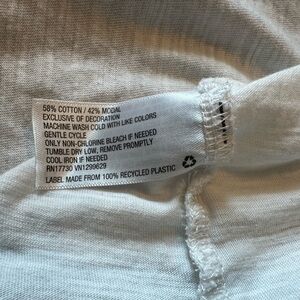 58% COTTON / 42% MODAL
EXCLUSIVE OF DECORATION
MACHINE WASH COLD WITH LIKE COLORS
GENTLE CYCLE
ONLY NON-CHLORINE BLEACH IF NEEDED
TUMBLE DRY LOW, REMOVE PROMPTLY
COOL IRON IF NEEDED
RN17730 VN1299629
LABEL MADE FROM 100% RECYCLED PLASTIC